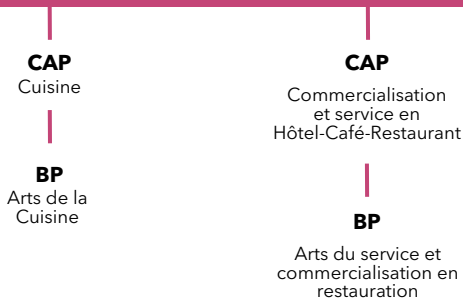 CAP
Cuisine
BP
Arts de la
Cuisine
CAP
Commercialisation
et service en
Hôtel-Café-Restaurant
BP
Arts du service et
commercialisation en
restauration